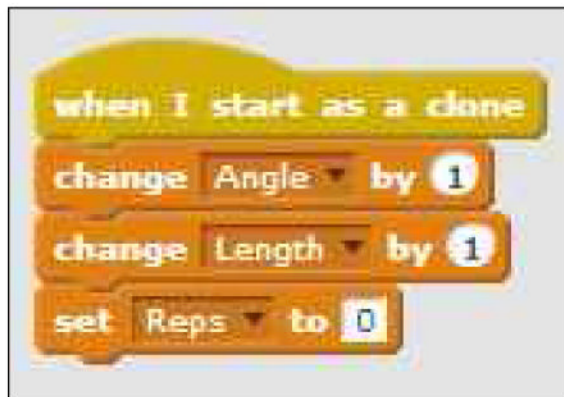 when I start as a clone
change Angle by 1
change Length by 1
set Reps to 0